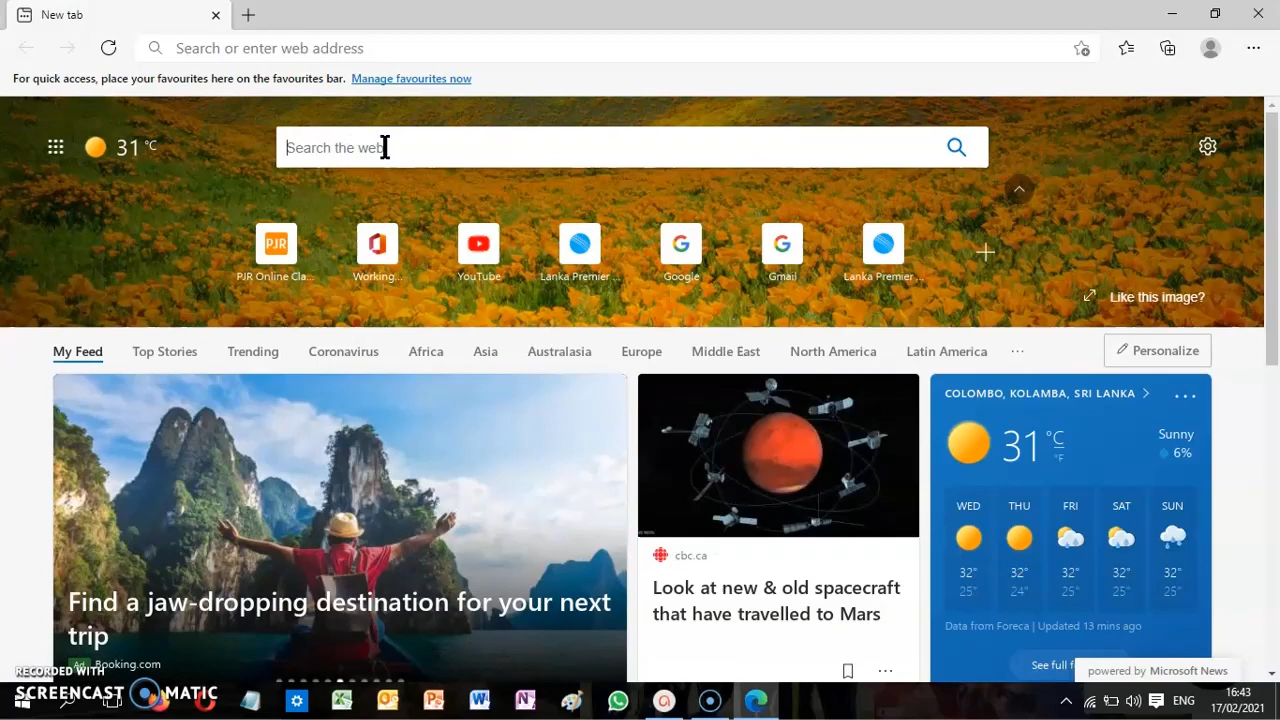 New tab
Search or enter web address
For quick access, place your favourites here on the favourites bar. Manage favourites now
31 °C
Search the web
PJR
PJR Online Cla...
Working...
YouTube
Lanka Premier ...
Google
Gmail
Lanka Premier ...
Like this image?
My Feed
Top Stories
Trending
Coronavirus
Africa
Asia
Australasia
Europe
Middle East
North America
Latin America
...
Personalize
Find a jaw-dropping destination for your next
trip
Ad Booking.com
cbc.ca
Look at new & old spacecraft
that have travelled to Mars
COLOMBO, KOLAMBA, SRI LANKA
31 °C
°F
Sunny
6%
WED THU FRI SAT SUN
32° 32° 32° 32° 32°
25° 24° 25° 25° 25°
Data from Foreca | Updated 13 mins ago
See full f
powered by Microsoft News
RECORDED WITH
SCREENCAST MATIC
ENG
16:43
17/02/2021